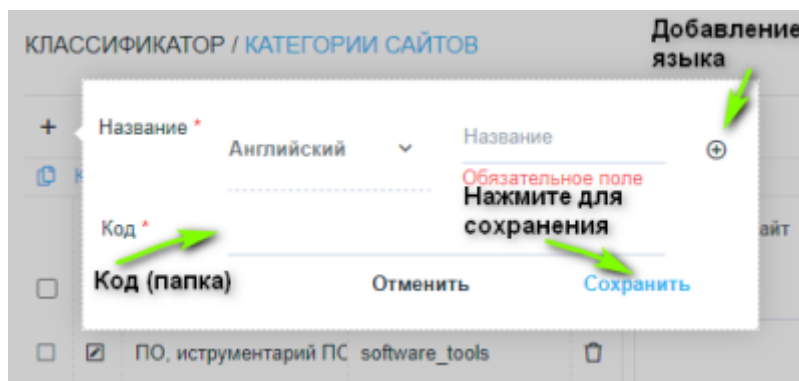 КЛАССИФИКАТОР / КАТЕГОРИИ САЙТОВ
Добавление
языка
Название *
Английский
Название
Обязательное поле
Нажмите для
сохранения
Код *
айт
Код (папка)
Отменить
Сохранить
ПО, иструментарий ПС software_tools